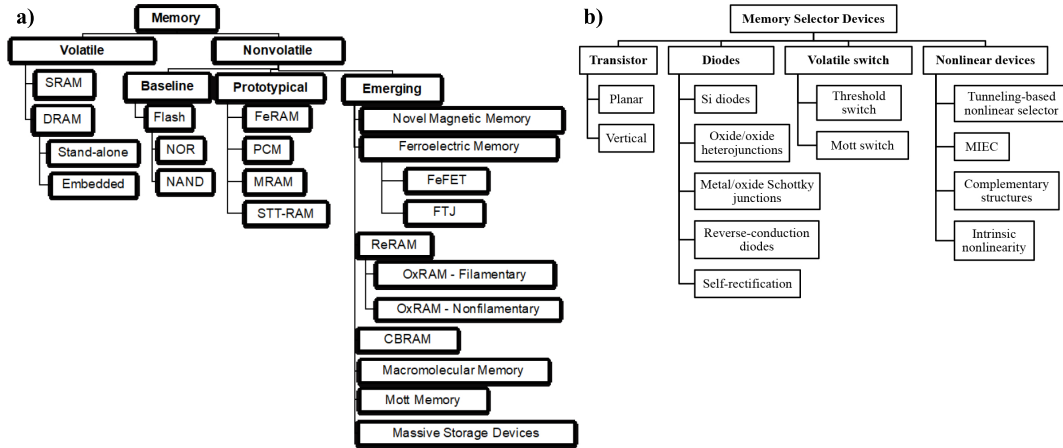 a)
Memory
Volatile
SRAM
DRAM
Stand-alone
Embedded
Nonvolatile
Baseline
Flash
NOR
NAND
Prototypical
FeRAM
PCM
MRAM
STT-RAM
Emerging
Novel Magnetic Memory
Ferroelectric Memory
FeFET
FTJ
ReRAM
OxRAM - Filamentary
OxRAM - Nonfilamentary
CBRAM
Macromolecular Memory
Mott Memory
Massive Storage Devices
b)
Memory Selector Devices
Transistor
Planar
Vertical
Diodes
Si diodes
Oxide/oxide
heterojunctions
Metal/oxide Schottky
junctions
Reverse-conduction
diodes
Self-rectification
Volatile switch
Threshold
switch
Mott switch
Nonlinear devices
Tunneling-based
nonlinear selector
MIEC
Complementary
structures
Intrinsic
nonlinearity